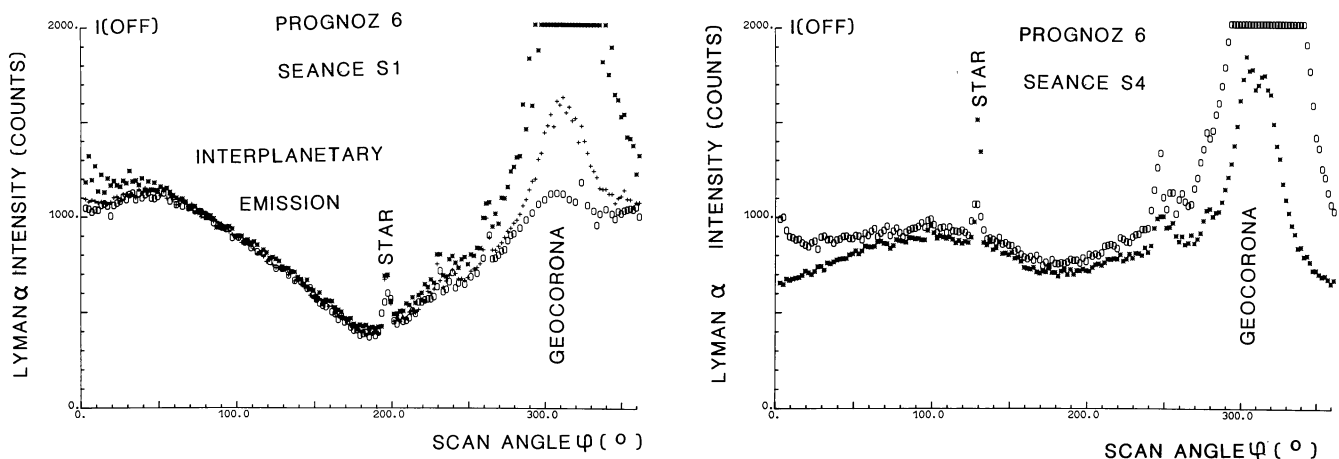 2000.
I(OFF)
PROGNOZ 6
SEANCE S1
INTERPLANETARY
EMISSION
STAR
GEOCORONA
1000.
0.
0.
100.0
200.0
300.0
LYMAN α INTENSITY (COUNTS)
SCAN ANGLE φ ( o )
2000.
I(OFF)
PROGNOZ 6
SEANCE S4
STAR
GEOCORONA
1000.
0.
0.
100.0
200.0
300.0
LYMAN α INTENSITY (COUNTS)
SCAN ANGLE φ ( o )